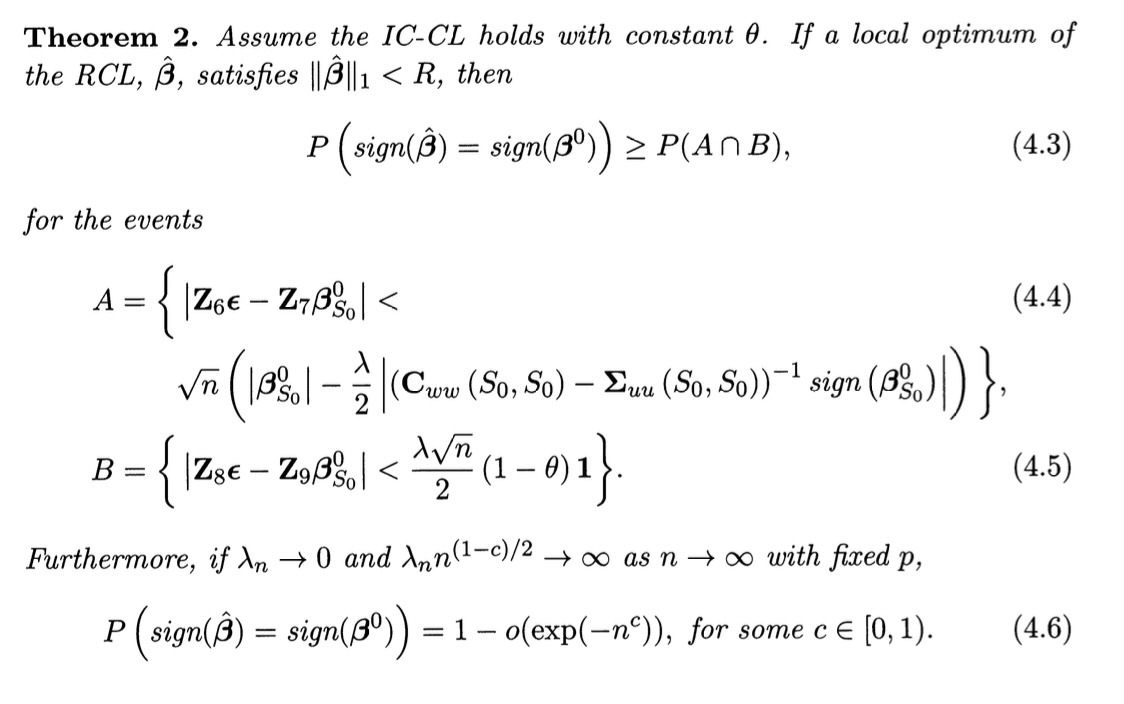 Theorem 2. Assume the IC-CL holds with constant θ. If a local optimum of
the RCL, β̂, satisfies ‖β̂‖₁ < R, then
P(sign(β̂) = sign(β⁰)) ≥ P(A ∩ B), (4.3)
for the events
A = { |Z₆ϵ − Z₇β⁰_{S₀}| < (4.4)
√n ( |β⁰_{S₀}| − λ/2 |(C_{ww} (S₀, S₀) − Σ_{uu} (S₀, S₀))⁻¹ sign (β⁰_{S₀})| ) },
B = { |Z₈ϵ − Z₉β⁰_{S₀}| < λ√n/2 (1 − θ) 1 }. (4.5)
Furthermore, if λₙ → 0 and λₙn^{(1−c)/2} → ∞ as n → ∞ with fixed p,
P(sign(β̂) = sign(β⁰)) = 1 − o(exp(−n^c)), for some c ∈ [0, 1). (4.6)